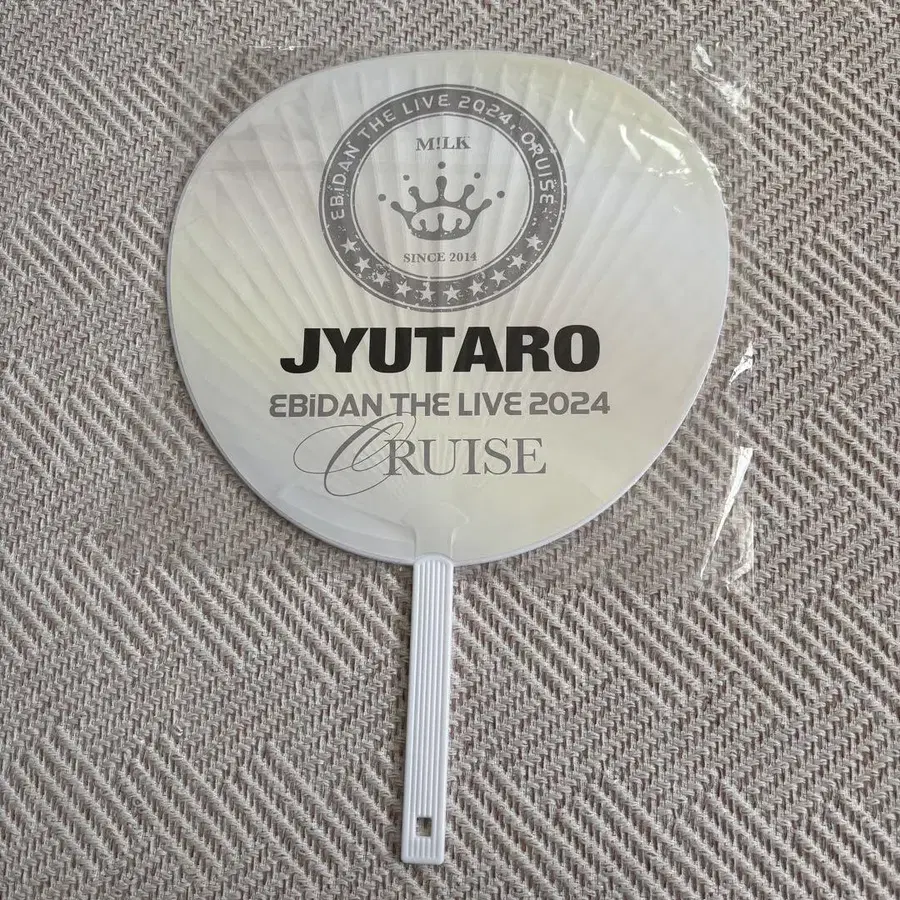 EBiDAN THE LIVE 2024, CRUISE
M!LK
SINCE 2014
JYUTARO
EBiDAN THE LIVE 2024
CRUISE